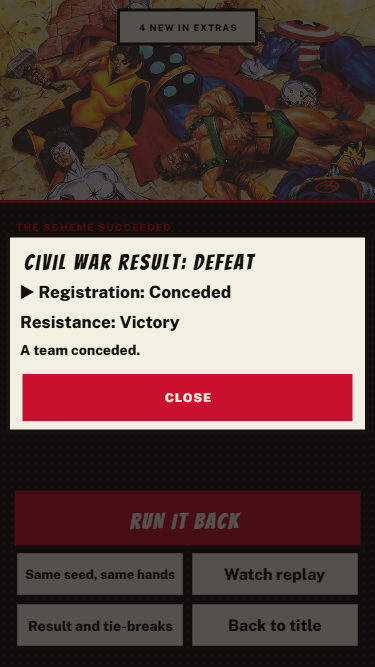 4 NEW IN EXTRAS
THE SCHEME SUCCEEDED
CIVIL WAR RESULT: DEFEAT
▶ Registration: Conceded
Resistance: Victory
A team conceded.
CLOSE
RUN IT BACK
Same seed, same hands
Watch replay
Result and tie-breaks
Back to title